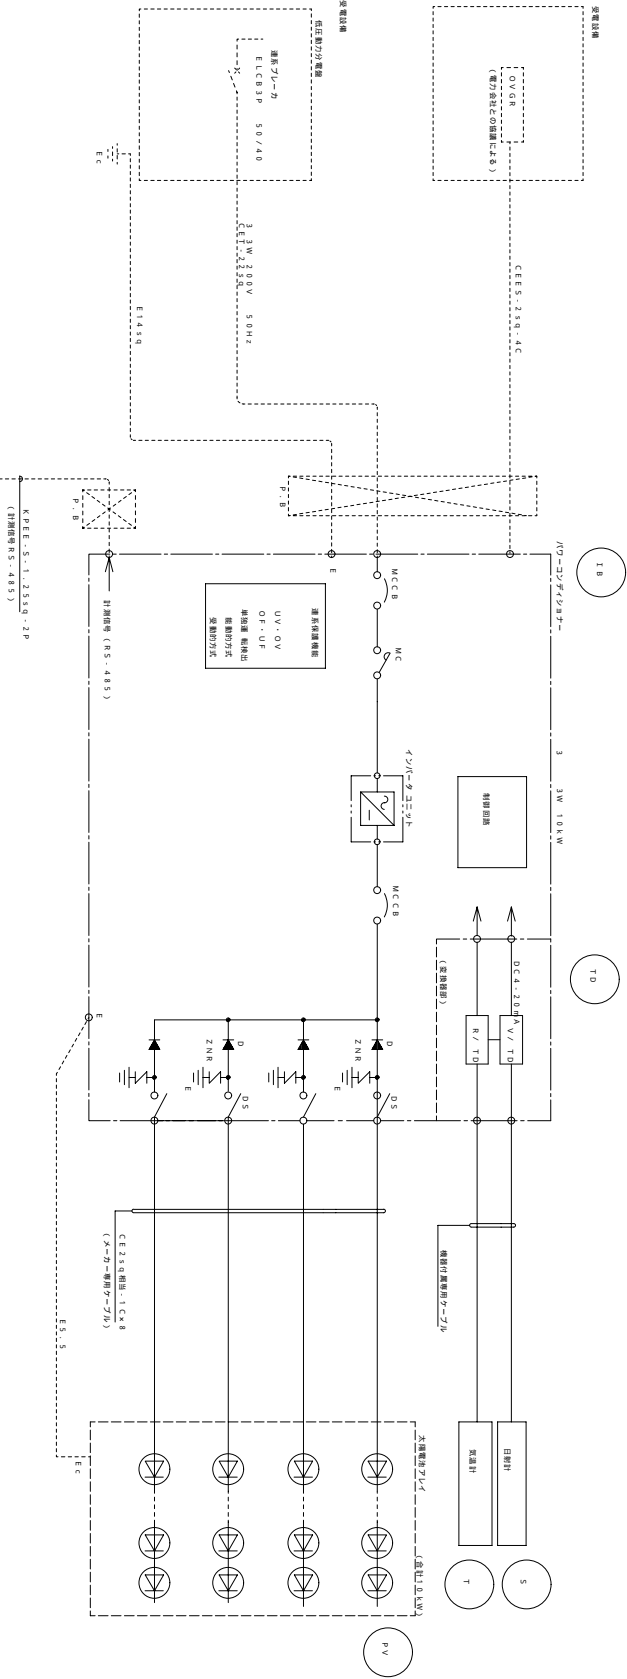 受電設備
OVGR
(電力会社との協議による)
CEES-2sq-4C
受電設備
低圧動力分電盤
連系ブレーカ
ELCB3P 50/40
3 3W 200V 50Hz
CET-22sq
Ec
E14sq
P.B
P.B
KPEE-S-1.25sq-2P
(計測信号RS-485)
IB
パワーコンディショナー
3 3W 10kW
E
計測信号(RS-485)
MCCB
MC
連系保護機能
UV・OV
OF・UF
単独運転検出
能動的方式
受動的方式
インバータユニット
制御回路
MCCB
TD
DC4-20mA
(変換器部)
V/TD
R/TD
D
ZNR
DS
D
ZNR
DS
E
E
E
機器付属専用ケーブル
CE2sq相当-1C×8
(メーカー専用ケーブル)
E5.5
Ec
日射計
気温計
S
T
太陽電池アレイ
(合計10kW)
PV